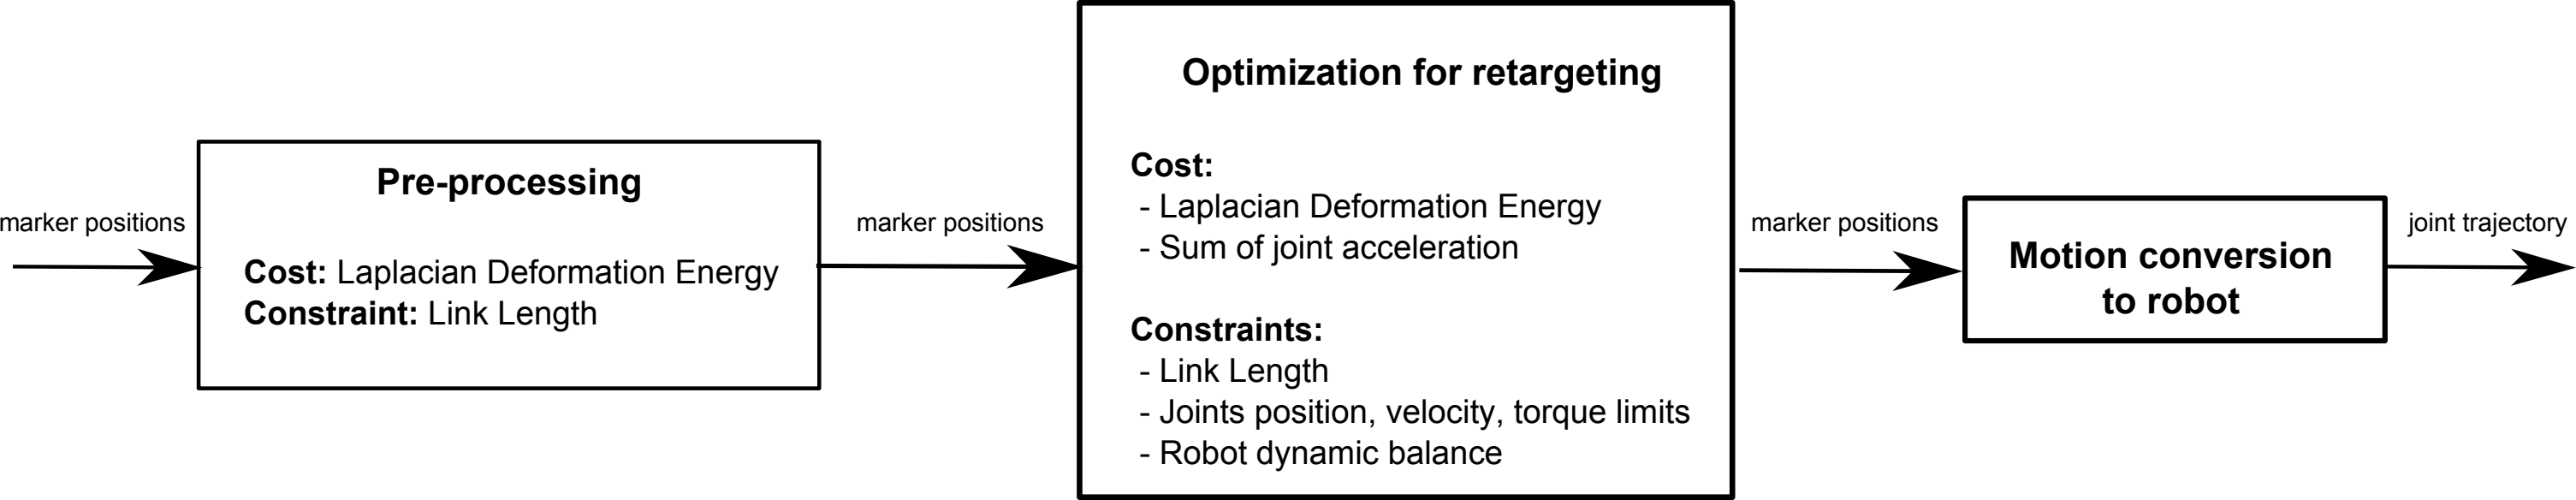 marker positions
Pre-processing
Cost: Laplacian Deformation Energy
Constraint: Link Length
marker positions
Optimization for retargeting
Cost:
- Laplacian Deformation Energy
- Sum of joint acceleration
Constraints:
- Link Length
- Joints position, velocity, torque limits
- Robot dynamic balance
marker positions
Motion conversion
to robot
joint trajectory